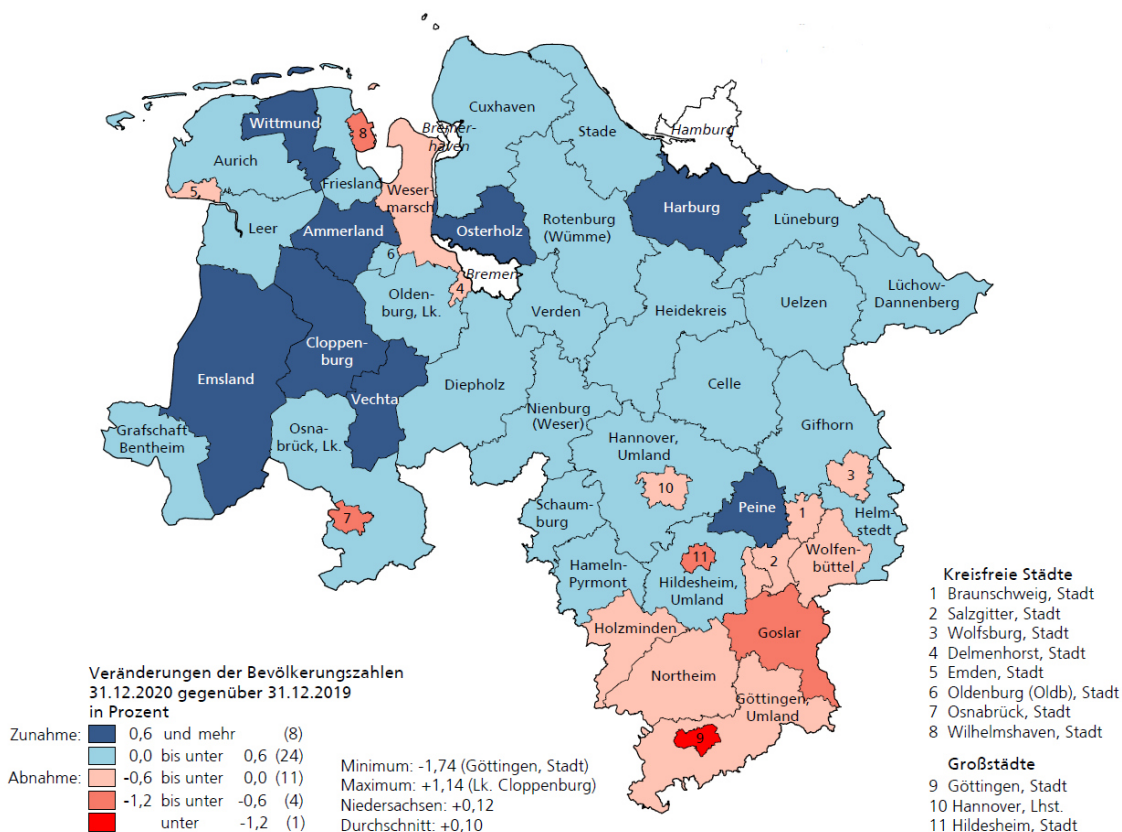 Cuxhaven
Stade
Hamburg
Bremer-
haven
Wittmund
8
Aurich
Friesland
Weser-
marsch
5
Leer
Ammerland
Osterholz
Rotenburg
(Wümme)
Harburg
Lüneburg
6
Bremen
4
Olden-
burg, Lk.
Verden
Heidekreis
Uelzen
Lüchow-
Dannenberg
Cloppen-
burg
Emsland
Vechta
Diepholz
Celle
Nienburg
(Weser)
Grafschaft
Bentheim
Osna-
brück, Lk.
Gifhorn
Hannover,
Umland
10
3
7
Schaum-
burg
Peine
1
Helm-
stedt
Wolfen-
büttel
2
11
Hameln-
Pyrmont
Hildesheim,
Umland
Holzminden
Goslar
Northeim
Göttingen,
Umland
9
Kreisfreie Städte
1 Braunschweig, Stadt
2 Salzgitter, Stadt
3 Wolfsburg, Stadt
4 Delmenhorst, Stadt
5 Emden, Stadt
6 Oldenburg (Oldb), Stadt
7 Osnabrück, Stadt
8 Wilhelmshaven, Stadt
Großstädte
9 Göttingen, Stadt
10 Hannover, Lhst.
11 Hildesheim, Stadt
Veränderungen der Bevölkerungszahlen
31.12.2020 gegenüber 31.12.2019
in Prozent
Zunahme: 0,6 und mehr (8)
0,0 bis unter 0,6 (24)
Abnahme: -0,6 bis unter 0,0 (11)
-1,2 bis unter -0,6 (4)
unter -1,2 (1)
Minimum: -1,74 (Göttingen, Stadt)
Maximum: +1,14 (Lk. Cloppenburg)
Niedersachsen: +0,12
Durchschnitt: +0,10